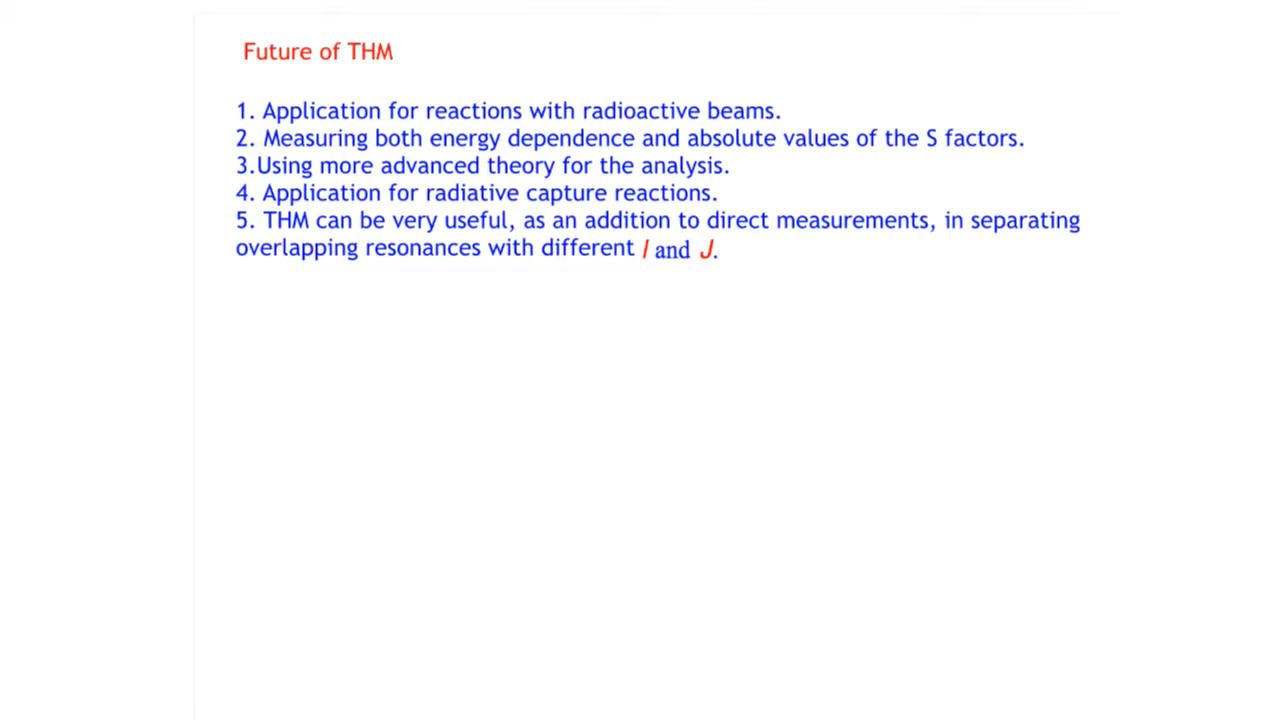 Future of THM
1. Application for reactions with radioactive beams.
2. Measuring both energy dependence and absolute values of the S factors.
3.Using more advanced theory for the analysis.
4. Application for radiative capture reactions.
5. THM can be very useful, as an addition to direct measurements, in separating
overlapping resonances with different l and J.